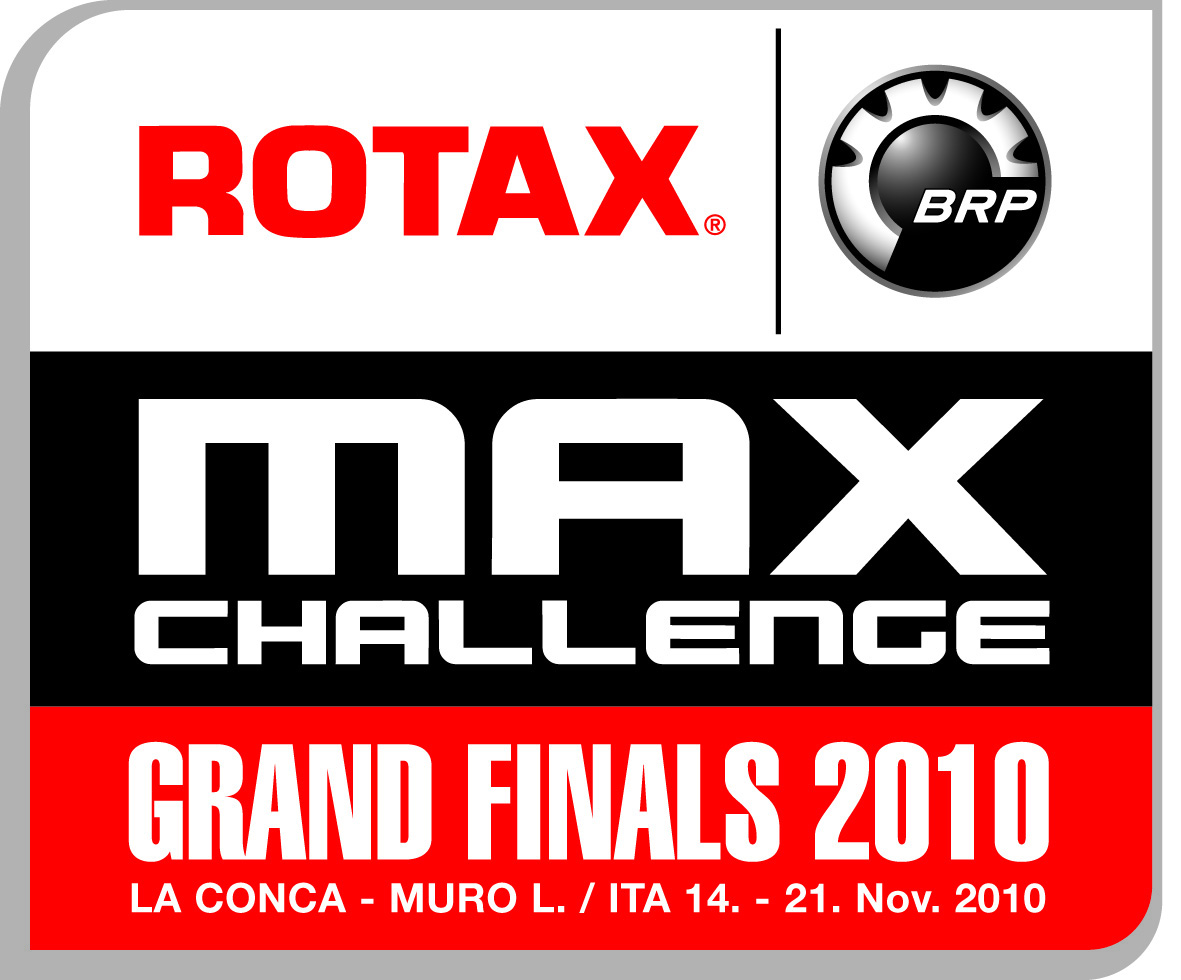 ROTAX®
BRP
MAX
CHALLENGE
GRAND FINALS 2010
LA CONCA - MURO L. / ITA 14. - 21. Nov. 2010